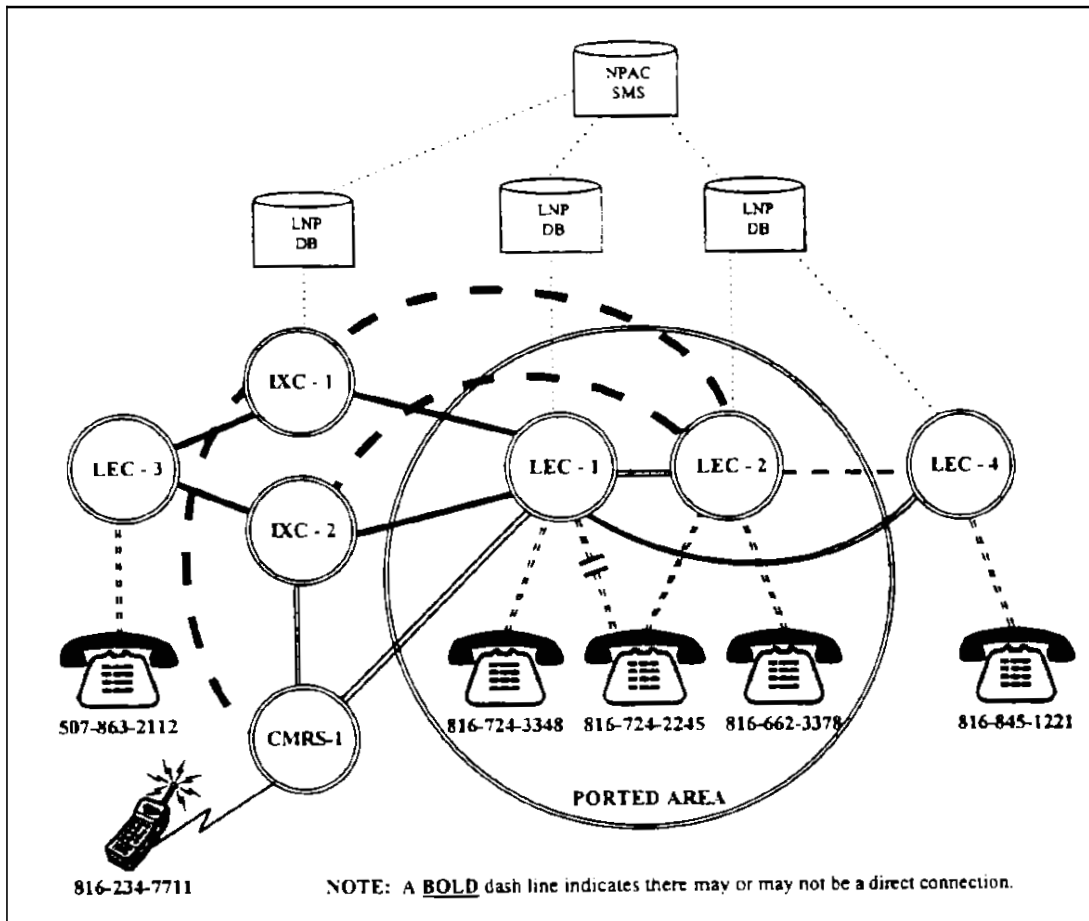 NPAC
SMS
LNP
DB
LNP
DB
LNP
DB
IXC - 1
LEC - 3
LEC - 1
LEC - 2
LEC - 4
IXC - 2
507-863-2112
816-724-3348
816-724-2245
816-662-3378
816-845-1221
CMRS-1
PORTED AREA
816-234-7711
NOTE: A BOLD dash line indicates there may or may not be a direct connection.